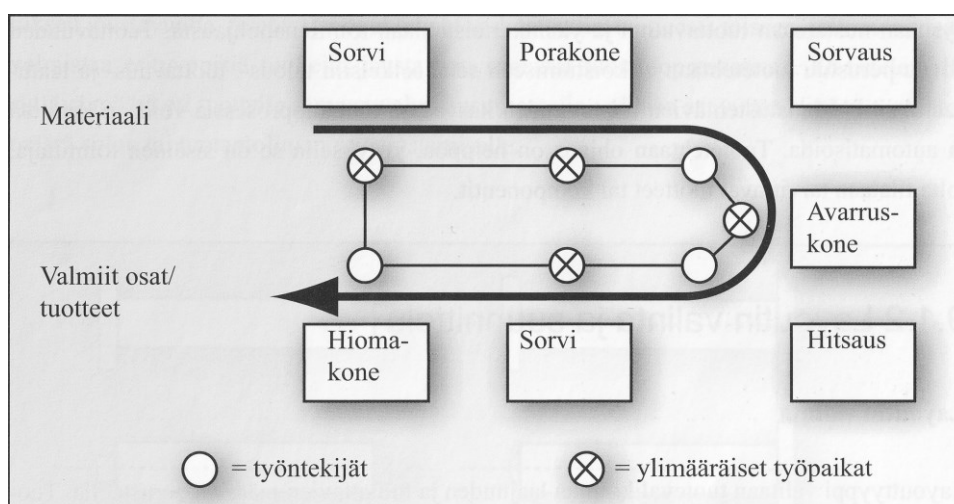 Sorvi
Porakone
Sorvaus
Materiaali
Avarrus-
kone
Valmiit osat/
tuotteet
Hioma-
kone
Sorvi
Hitsaus
= työntekijät
= ylimääräiset työpaikat